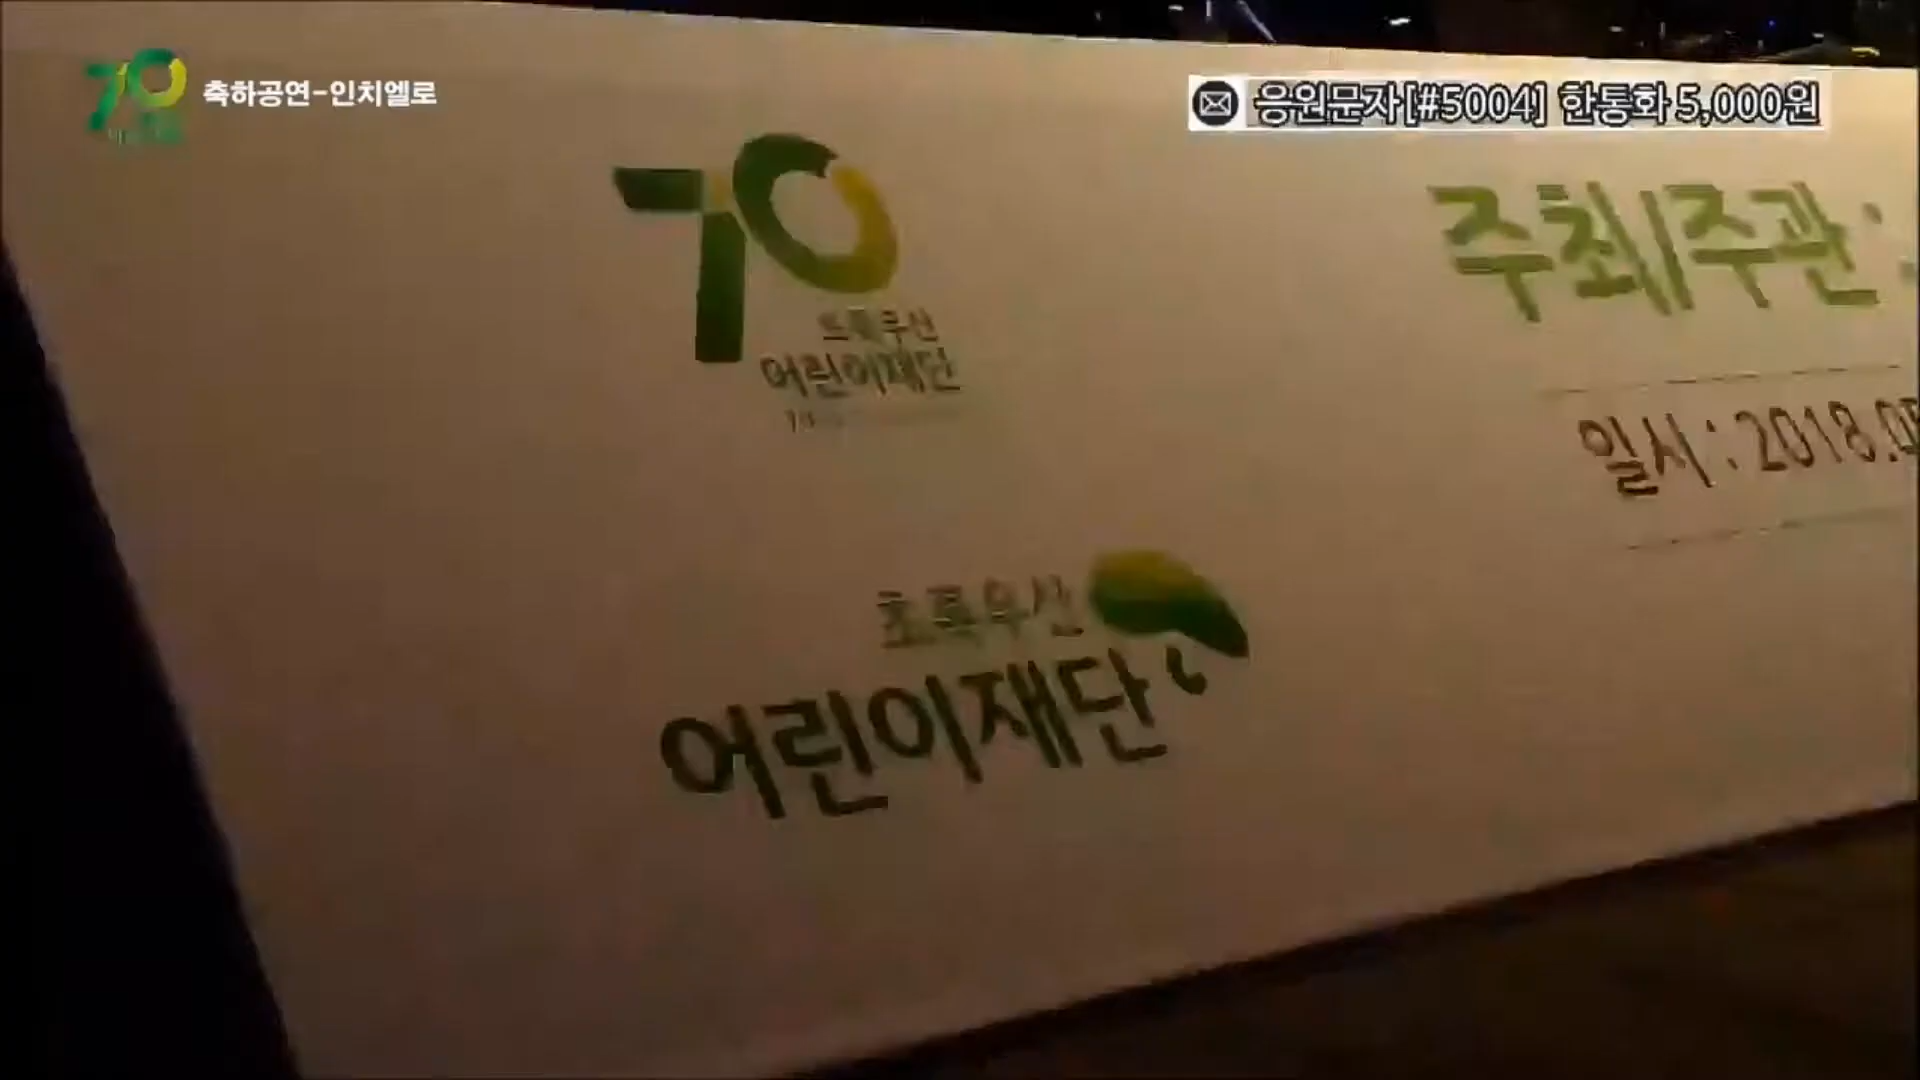 70
축하공연-인치엘로
응원문자[#5004] 한통화 5,000원
70
초록우산
어린이재단
주최/주관 :
일시 : 2018.0
초록우산
어린이재단